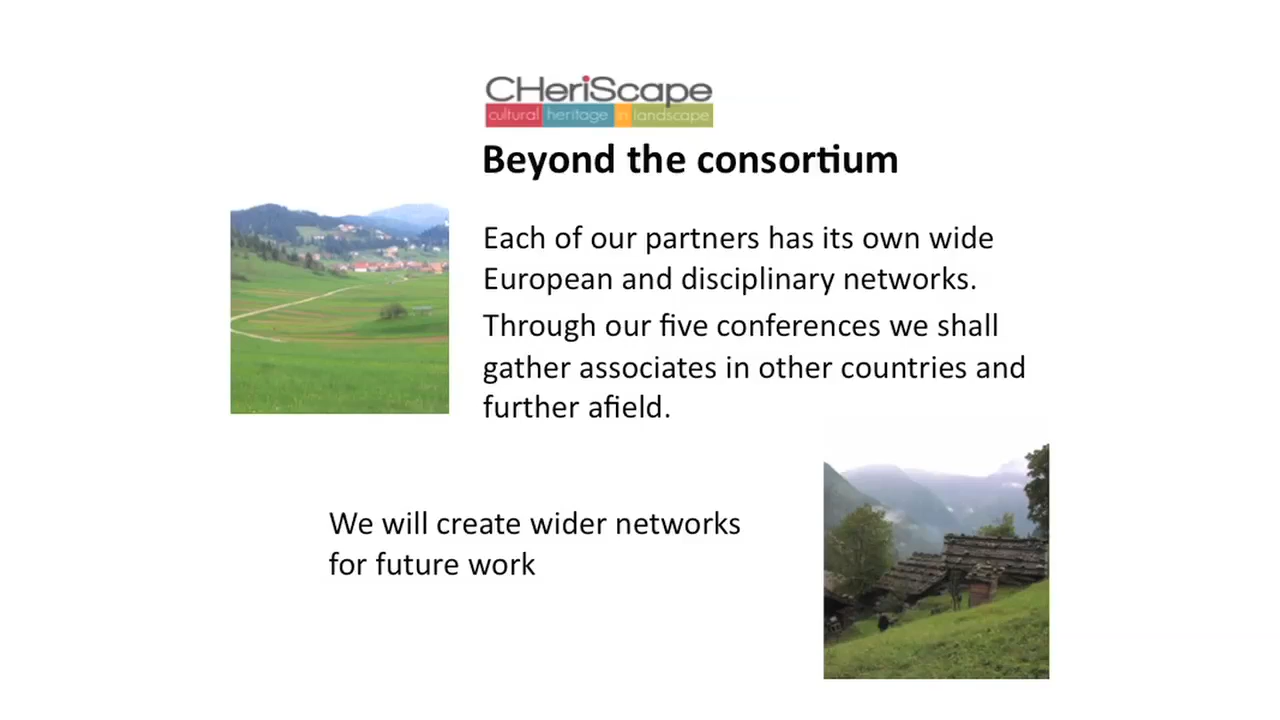 CHeriScape
cultural heritage in landscape
Beyond the consortium
Each of our partners has its own wide
European and disciplinary networks.
Through our five conferences we shall
gather associates in other countries and
further afield.
We will create wider networks
for future work